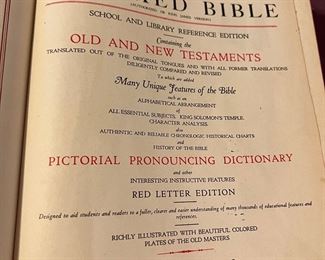 BIBLE
(AUTHORIZED OR KING JAMES VERSION)
SCHOOL AND LIBRARY REFERENCE EDITION
Containing the
OLD AND NEW TESTAMENTS
TRANSLATED OUT OF THE ORIGINAL TONGUES AND WITH ALL FORMER TRANSLATIONS
DILIGENTLY COMPARED AND REVISED
To which are added
Many Unique Features of the Bible
such as an
ALPHABETICAL ARRANGEMENT
of
ALL ESSENTIAL SUBJECTS, KING SOLOMON'S TEMPLE,
CHARACTER ANALYSIS
also
AUTHENTIC AND RELIABLE CHRONOLOGIC HISTORICAL CHARTS
and
HISTORY OF THE BIBLE
PICTORIAL PRONOUNCING DICTIONARY
and other
INTERESTING INSTRUCTIVE FEATURES
RED LETTER EDITION
Designed to aid students and readers to a fuller, clearer and easier understanding of many thousands of educational features and
references.
RICHLY ILLUSTRATED WITH BEAUTIFUL COLORED
PLATES OF THE OLD MASTERS